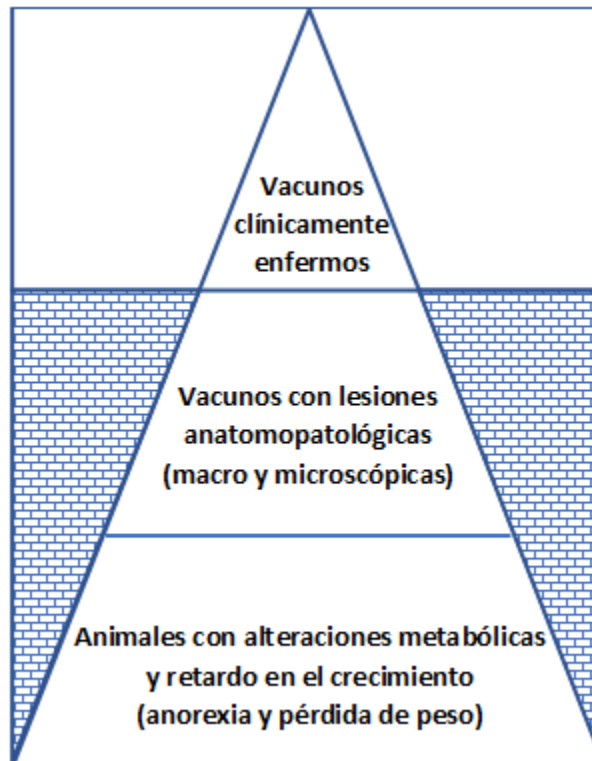 Vacunos
clínicamente
enfermos
Vacunos con lesiones
anatomopatológicas
(macro y microscópicas)
Animales con alteraciones metabólicas
y retardo en el crecimiento
(anorexia y pérdida de peso)